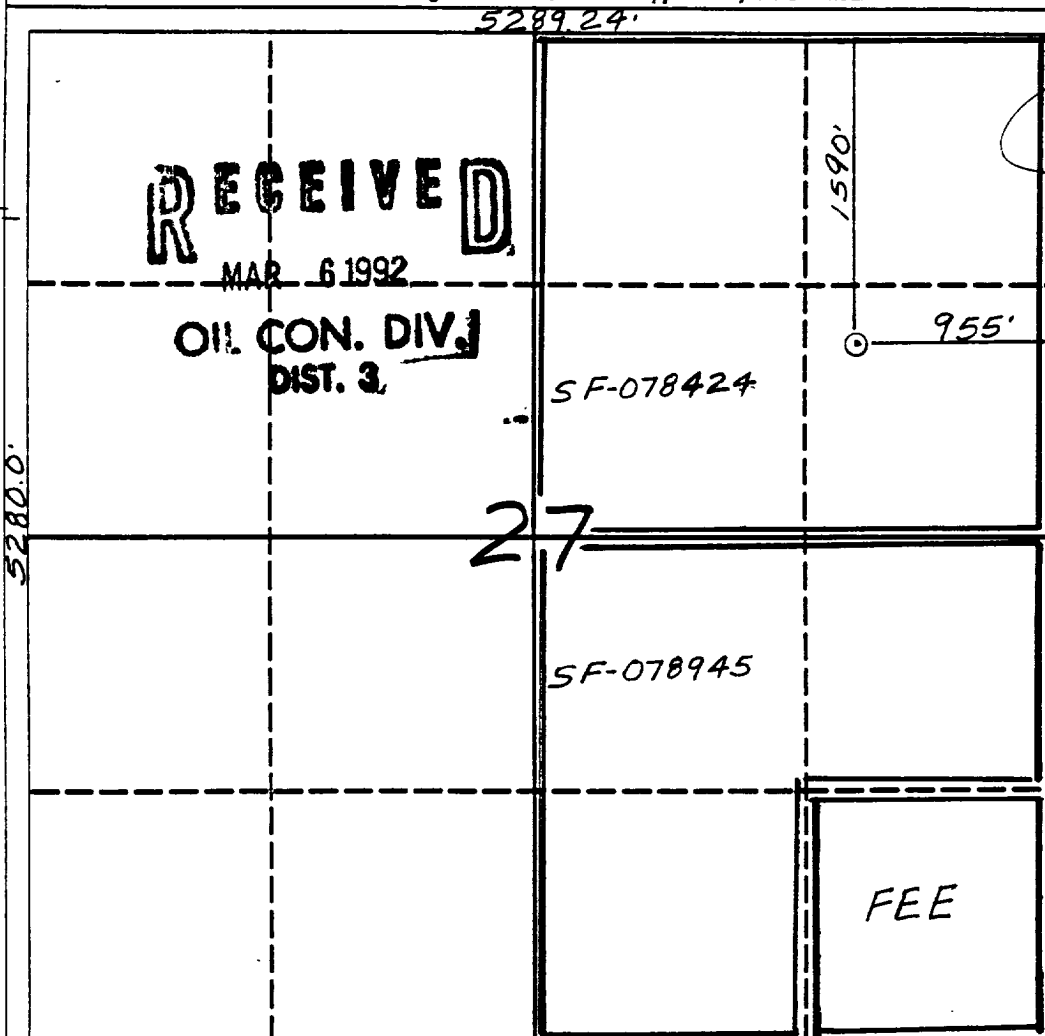 5289.24'
RECEIVED
MAR 6 1992
OIL CON. DIV.
DIST. 3
1590'
955'
SF-078424
5280.0'
27
SF-078945
FEE